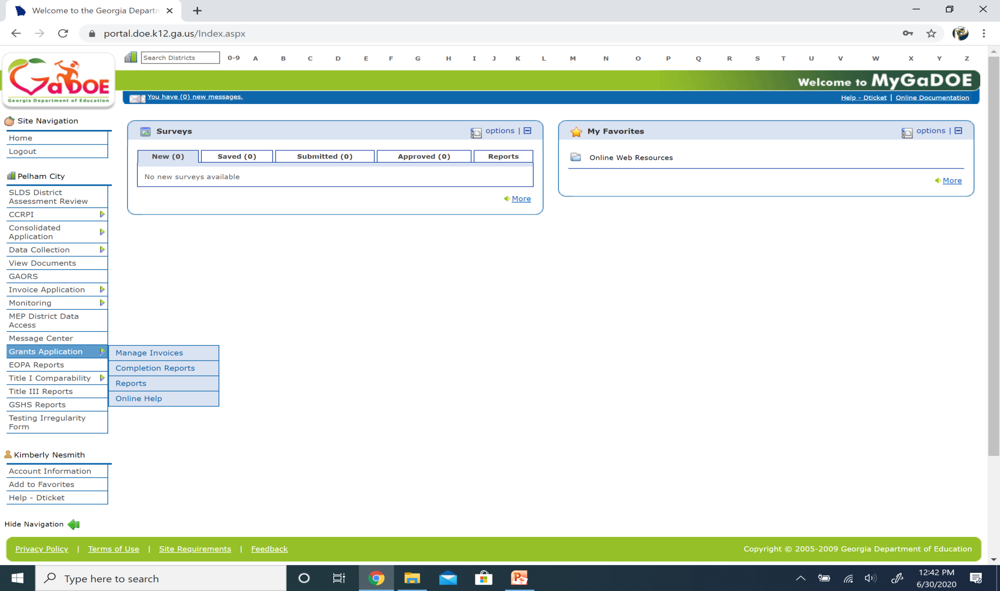 Welcome to the Georgia Departn
portal.doe.k12.ga.us/Index.aspx
Search Districts 0-9 A B C D E F G H I J K L M N O P Q R S T U V W X Y Z
GaDOE
Georgia Department of Education
Welcome to MyGaDOE
You have (0) new messages.
Help - Dticket | Online Documentation
Site Navigation
Home
Logout
Pelham City
SLDS District
Assessment Review
CCRPI
Consolidated
Application
Data Collection
View Documents
GAORS
Invoice Application
Monitoring
MEP District Data
Access
Message Center
Grants Application
EOPA Reports
Title I Comparability
Title III Reports
GSHS Reports
Testing Irregularity
Form
Manage Invoices
Completion Reports
Reports
Online Help
Surveys
options |
New (0) Saved (0) Submitted (0) Approved (0) Reports
No new surveys available
More
My Favorites
options |
Online Web Resources
More
Kimberly Nesmith
Account Information
Add to Favorites
Help - Dticket
Hide Navigation
Privacy Policy | Terms of Use | Site Requirements | Feedback
Copyright © 2005-2009 Georgia Department of Education
Type here to search
12:42 PM
6/30/2020